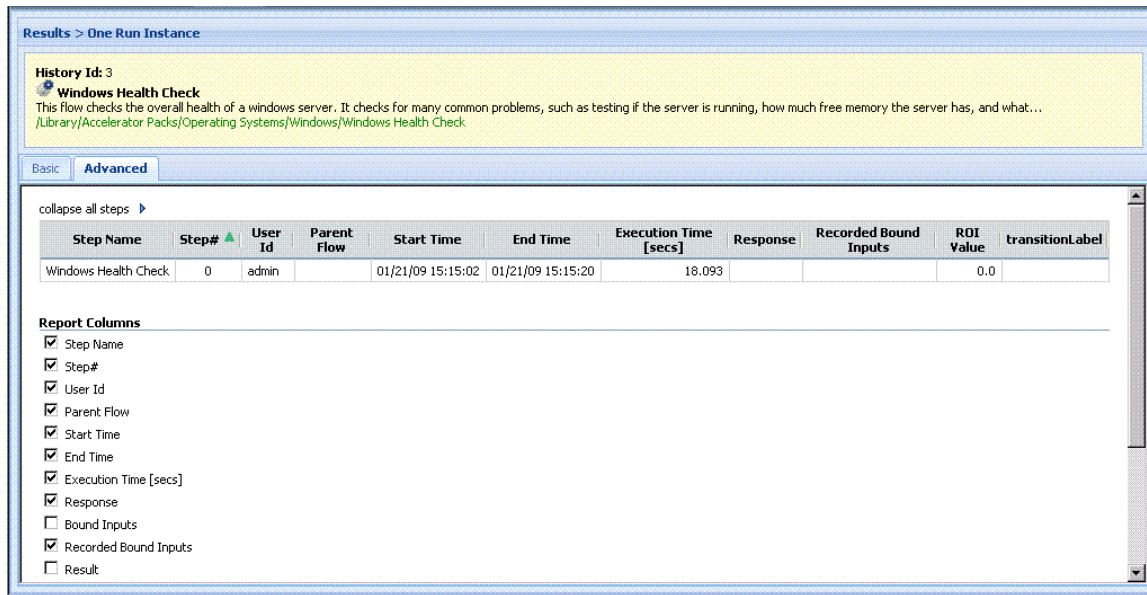 Results > One Run Instance
History Id: 3
Windows Health Check
This flow checks the overall health of a windows server. It checks for many common problems, such as testing if the server is running, how much free memory the server has, and what...
/Library/Accelerator Packs/Operating Systems/Windows/Windows Health Check
Basic Advanced
collapse all steps
Step Name Step# User Id Parent Flow Start Time End Time Execution Time [secs] Response Recorded Bound Inputs ROI Value transitionLabel
Windows Health Check 0 admin 01/21/09 15:15:02 01/21/09 15:15:20 18.093 0.0
Report Columns
Step Name
Step#
User Id
Parent Flow
Start Time
End Time
Execution Time [secs]
Response
Bound Inputs
Recorded Bound Inputs
Result